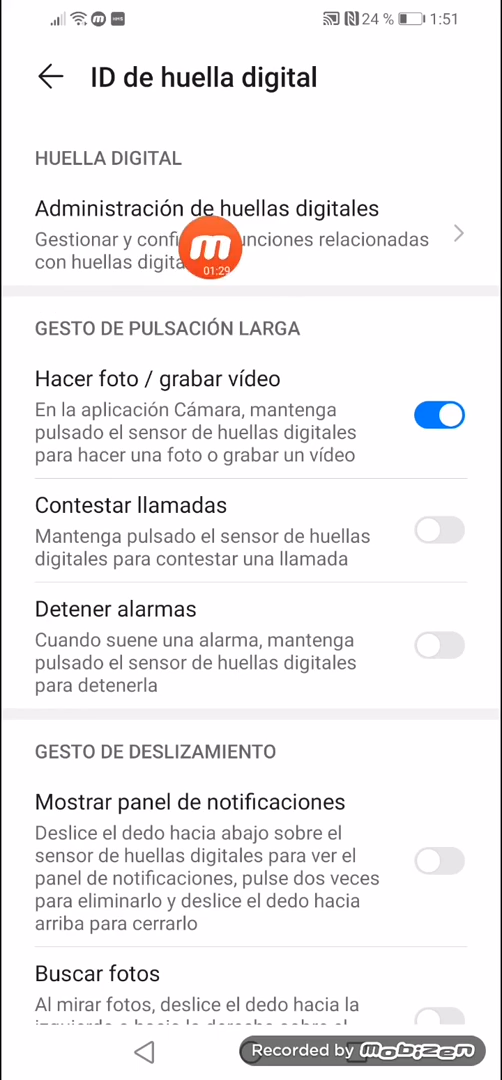 24 % 1:51
ID de huella digital
HUELLA DIGITAL
Administración de huellas digitales
Gestionar y confi unciones relacionadas
con huellas digita
m
01:29
GESTO DE PULSACIÓN LARGA
Hacer foto / grabar vídeo
En la aplicación Cámara, mantenga
pulsado el sensor de huellas digitales
para hacer una foto o grabar un vídeo
Contestar llamadas
Mantenga pulsado el sensor de huellas
digitales para contestar una llamada
Detener alarmas
Cuando suene una alarma, mantenga
pulsado el sensor de huellas digitales
para detenerla
GESTO DE DESLIZAMIENTO
Mostrar panel de notificaciones
Deslice el dedo hacia abajo sobre el
sensor de huellas digitales para ver el
panel de notificaciones, pulse dos veces
para eliminarlo y deslice el dedo hacia
arriba para cerrarlo
Buscar fotos
Al mirar fotos, deslice el dedo hacia la
Recorded by mobizen